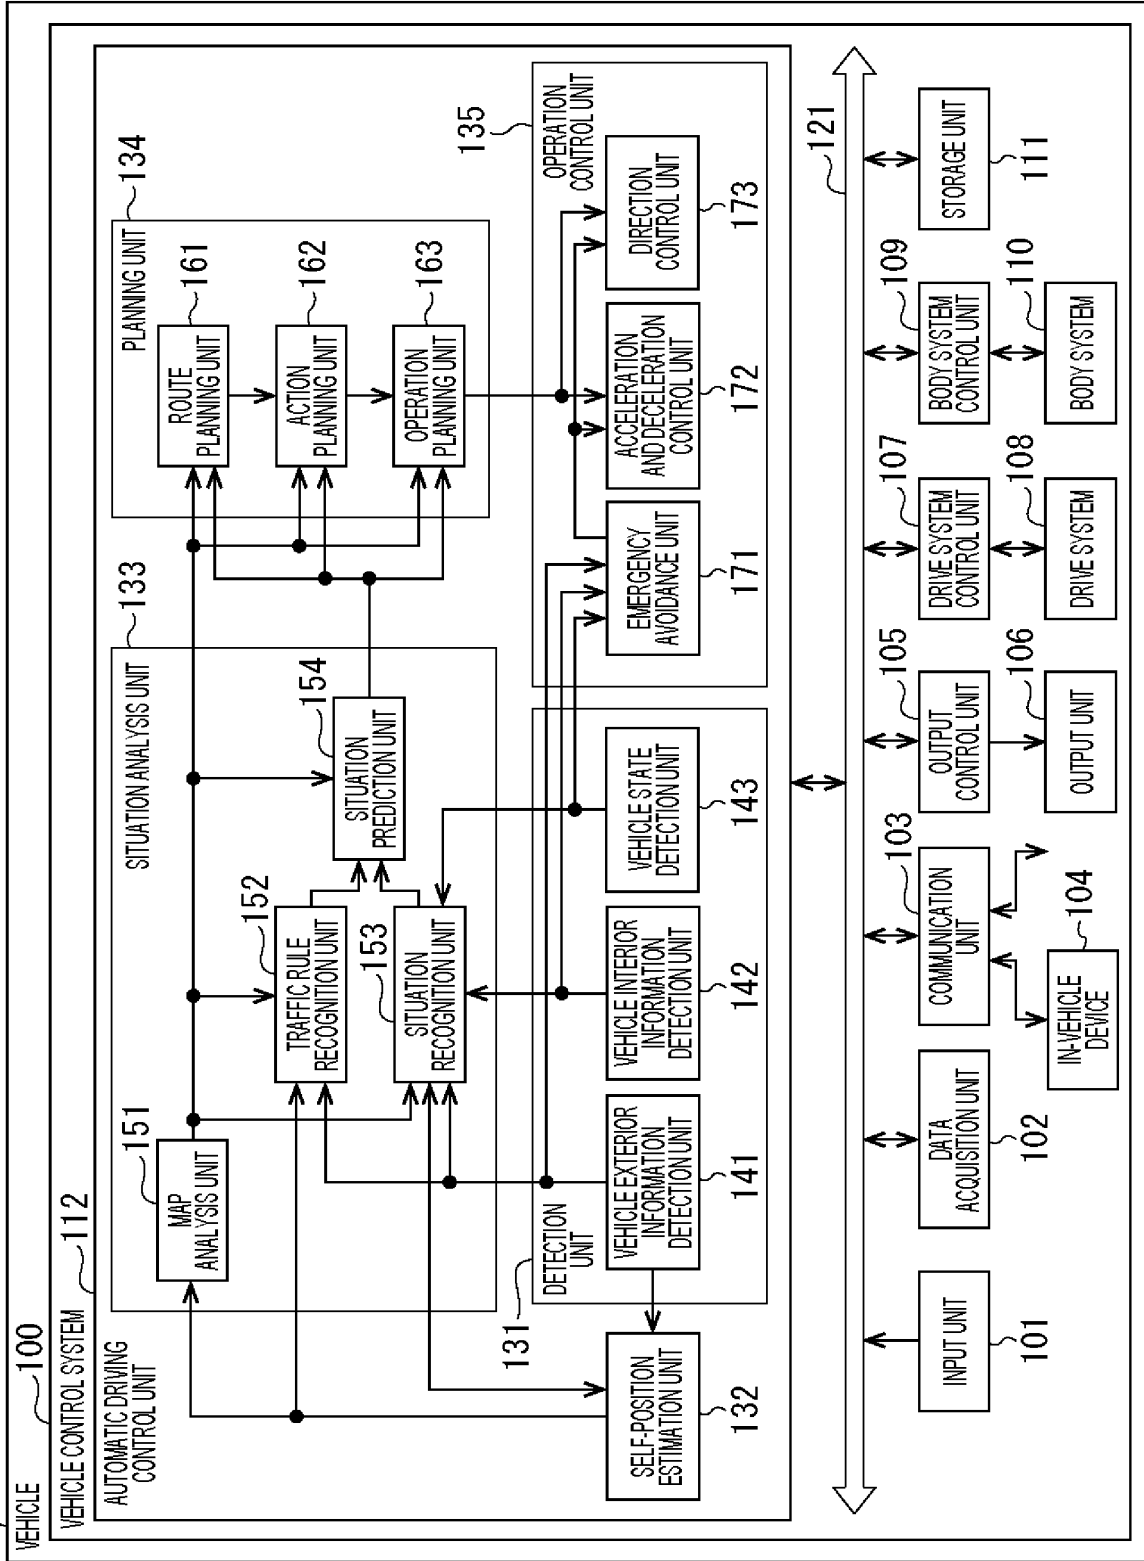 VEHICLE
100
VEHICLE CONTROL SYSTEM
112
AUTOMATIC DRIVING
CONTROL UNIT
SITUATION ANALYSIS UNIT
133
151
MAP
ANALYSIS UNIT
152
TRAFFIC RULE
RECOGNITION UNIT
153
SITUATION
RECOGNITION UNIT
154
SITUATION
PREDICTION UNIT
PLANNING UNIT
134
ROUTE
PLANNING UNIT
161
ACTION
PLANNING UNIT
162
OPERATION
PLANNING UNIT
163
SELF-POSITION
ESTIMATION UNIT
132
131
DETECTION
UNIT
VEHICLE EXTERIOR
INFORMATION
DETECTION UNIT
141
VEHICLE INTERIOR
INFORMATION
DETECTION UNIT
142
VEHICLE STATE
DETECTION UNIT
143
135
OPERATION
CONTROL UNIT
EMERGENCY
AVOIDANCE UNIT
171
ACCELERATION
AND DECELERATION
CONTROL UNIT
172
DIRECTION
CONTROL UNIT
173
121
INPUT UNIT
101
DATA
ACQUISITION UNIT
102
COMMUNICATION
UNIT
103
IN-VEHICLE
DEVICE
104
OUTPUT
CONTROL UNIT
105
OUTPUT UNIT
106
DRIVE SYSTEM
CONTROL UNIT
107
DRIVE SYSTEM
108
BODY SYSTEM
CONTROL UNIT
109
BODY SYSTEM
110
STORAGE UNIT
111